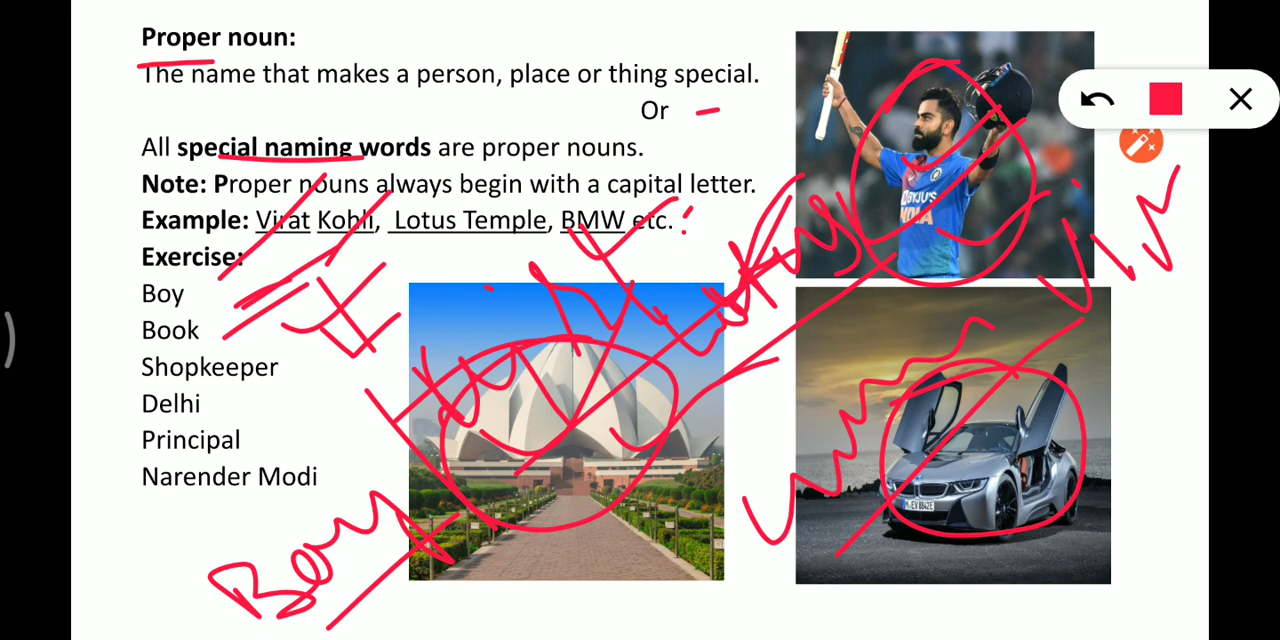 Proper noun:
The name that makes a person, place or thing special.
Or
All special naming words are proper nouns.
Note: Proper nouns always begin with a capital letter.
Example: Virat Kohli, Lotus Temple, BMW etc.
Exercise:
Boy
Book
Shopkeeper
Delhi
Principal
Narender Modi
BYJU'S